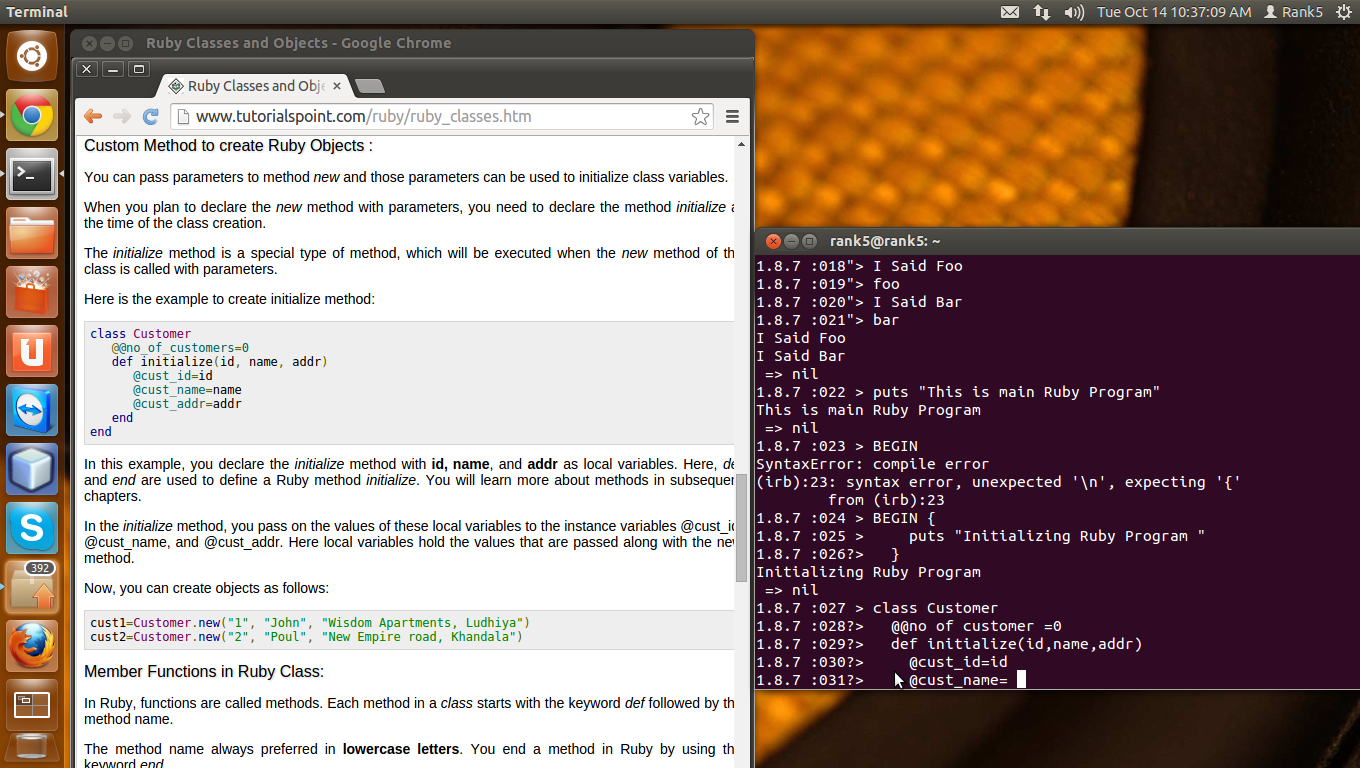 Terminal
Tue Oct 14 10:37:09 AM Rank5
Ruby Classes and Objects - Google Chrome
Ruby Classes and Obje
www.tutorialspoint.com/ruby/ruby_classes.htm
Custom Method to create Ruby Objects :
You can pass parameters to method new and those parameters can be used to initialize class variables.
When you plan to declare the new method with parameters, you need to declare the method initialize a
the time of the class creation.
The initialize method is a special type of method, which will be executed when the new method of th
class is called with parameters.
Here is the example to create initialize method:
class Customer
   @@no_of_customers=0
   def initialize(id, name, addr)
      @cust_id=id
      @cust_name=name
      @cust_addr=addr
   end
end
In this example, you declare the initialize method with id, name, and addr as local variables. Here, de
and end are used to define a Ruby method initialize. You will learn more about methods in subsequen
chapters.
In the initialize method, you pass on the values of these local variables to the instance variables @cust_id
@cust_name, and @cust_addr. Here local variables hold the values that are passed along with the new
method.
Now, you can create objects as follows:
cust1=Customer.new("1", "John", "Wisdom Apartments, Ludhiya")
cust2=Customer.new("2", "Poul", "New Empire road, Khandala")
Member Functions in Ruby Class:
In Ruby, functions are called methods. Each method in a class starts with the keyword def followed by th
method name.
The method name always preferred in lowercase letters. You end a method in Ruby by using th
keyword end.
392
rank5@rank5: ~
1.8.7 :018"> I Said Foo
1.8.7 :019"> foo
1.8.7 :020"> I Said Bar
1.8.7 :021"> bar
I Said Foo
I Said Bar
 => nil
1.8.7 :022 > puts "This is main Ruby Program"
This is main Ruby Program
 => nil
1.8.7 :023 > BEGIN
SyntaxError: compile error
(irb):23: syntax error, unexpected '\n', expecting '{'
        from (irb):23
1.8.7 :024 > BEGIN {
1.8.7 :025 >     puts "Initializing Ruby Program "
1.8.7 :026?>   }
Initializing Ruby Program
 => nil
1.8.7 :027 > class Customer
1.8.7 :028?>   @@no of customer =0
1.8.7 :029?>   def initialize(id,name,addr)
1.8.7 :030?>     @cust_id=id
1.8.7 :031?>     @cust_name=